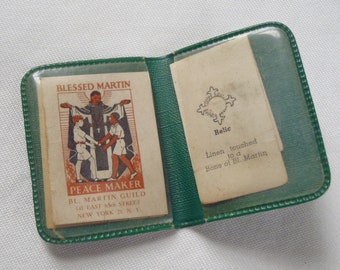 BLESSED MARTIN
PEACE MAKER
BL. MARTIN GUILD
141 EAST 65th STREET
NEW YORK 21, N.Y.
Relic
Linen touched
to a
Bone of Bl. Martin